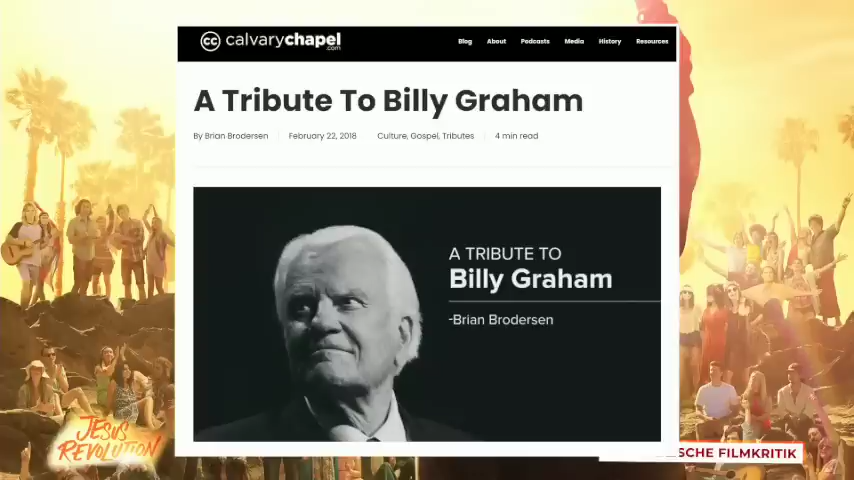 cc calvarychapel
.com
Blog About Podcasts Media History Resources
A Tribute To Billy Graham
By Brian Brodersen February 22, 2018 Culture, Gospel, Tributes 4 min read
A TRIBUTE TO
Billy Graham
-Brian Brodersen
JESUS
REVOLUTION
SCHE FILMKRITIK